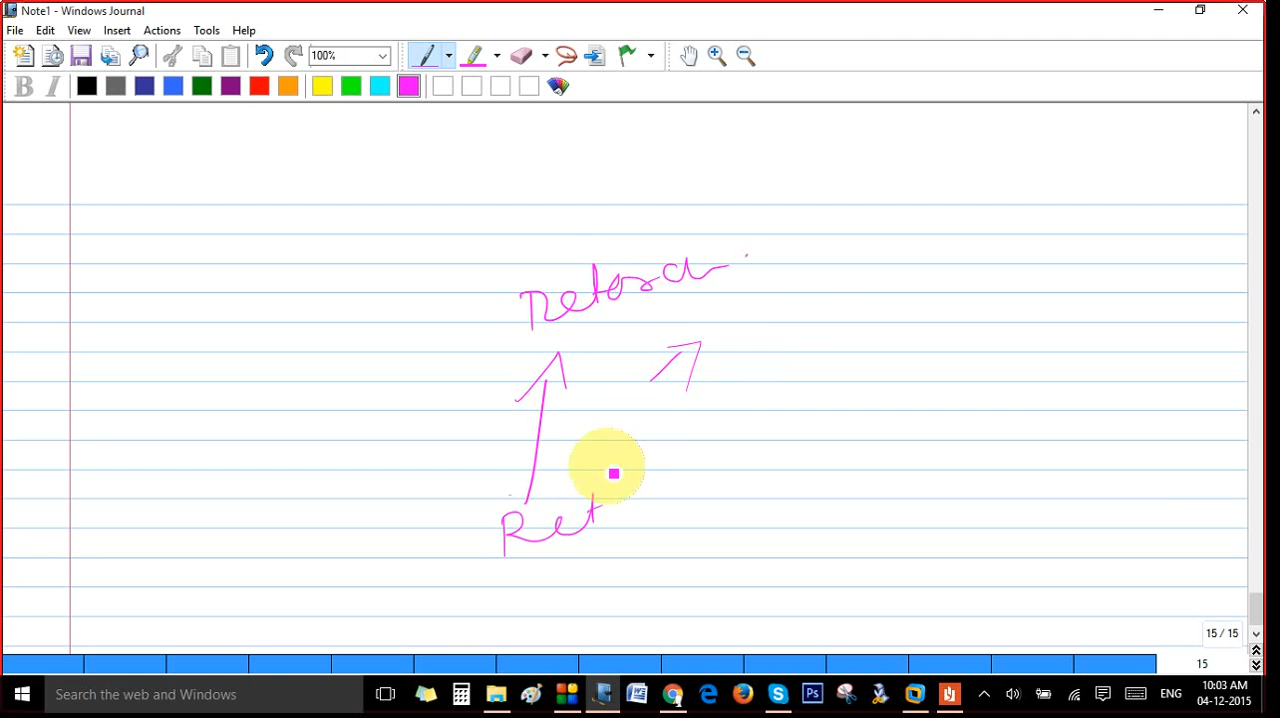 Note1 - Windows Journal
File Edit View Insert Actions Tools Help
100%
B I
Ret
15 / 15
15
Search the web and Windows
ENG
10:03 AM
04-12-2015